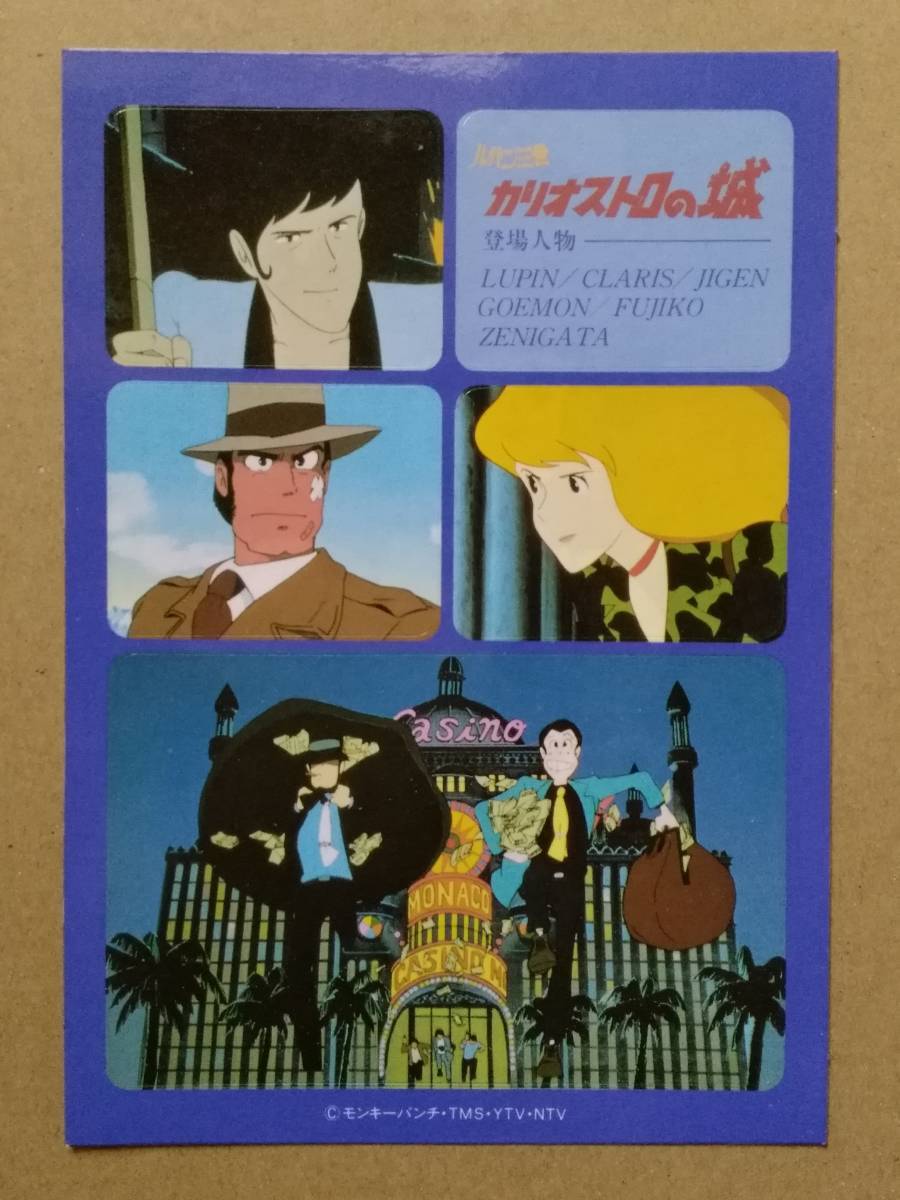 ルパン三世
カリオストロの城
登場人物
LUPIN/CLARIS/JIGEN
GOEMON/FUJIKO
ZENIGATA
Casino
MONACO
CASINO
©モンキーパンチ・TMS・YTV・NTV